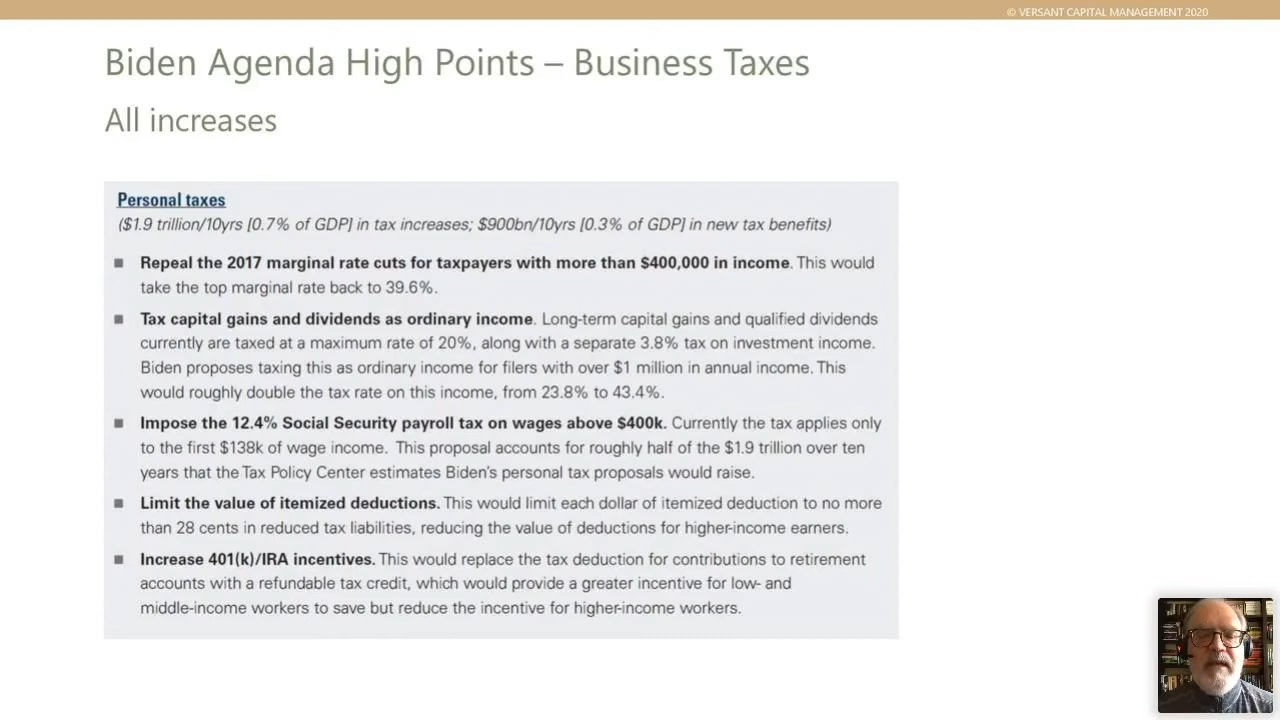 © VERSANT CAPITAL MANAGEMENT 2020
Biden Agenda High Points – Business Taxes
All increases
Personal taxes
($1.9 trillion/10yrs [0.7% of GDP] in tax increases; $900bn/10yrs [0.3% of GDP] in new tax benefits)
■ Repeal the 2017 marginal rate cuts for taxpayers with more than $400,000 in income. This would
take the top marginal rate back to 39.6%.
■ Tax capital gains and dividends as ordinary income. Long-term capital gains and qualified dividends
currently are taxed at a maximum rate of 20%, along with a separate 3.8% tax on investment income.
Biden proposes taxing this as ordinary income for filers with over $1 million in annual income. This
would roughly double the tax rate on this income, from 23.8% to 43.4%.
■ Impose the 12.4% Social Security payroll tax on wages above $400k. Currently the tax applies only
to the first $138k of wage income. This proposal accounts for roughly half of the $1.9 trillion over ten
years that the Tax Policy Center estimates Biden's personal tax proposals would raise.
■ Limit the value of itemized deductions. This would limit each dollar of itemized deduction to no more
than 28 cents in reduced tax liabilities, reducing the value of deductions for higher-income earners.
■ Increase 401(k)/IRA incentives. This would replace the tax deduction for contributions to retirement
accounts with a refundable tax credit, which would provide a greater incentive for low- and
middle-income workers to save but reduce the incentive for higher-income workers.